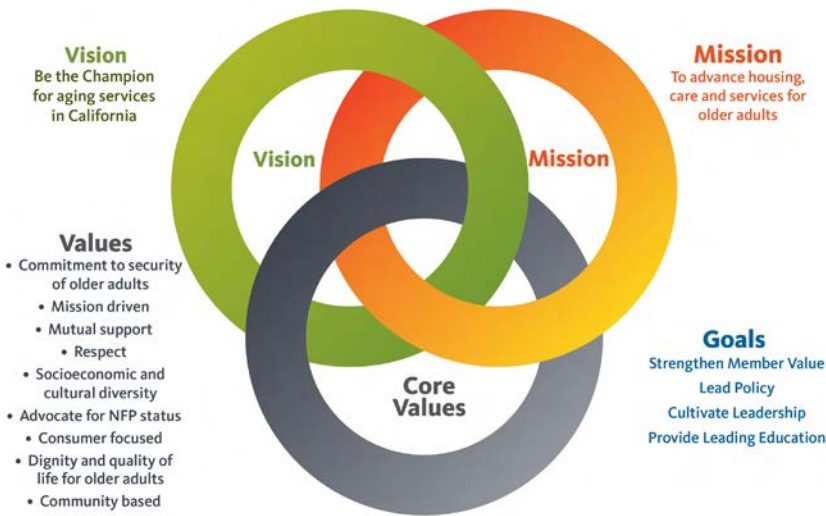 Vision
Be the Champion
for aging services
in California
Mission
To advance housing,
care and services for
older adults
Vision
Mission
Values
• Commitment to security
of older adults
• Mission driven
• Mutual support
• Respect
• Socioeconomic and
cultural diversity
• Advocate for NFP status
• Consumer focused
• Dignity and quality of
life for older adults
• Community based
Core
Values
Goals
Strengthen Member Value
Lead Policy
Cultivate Leadership
Provide Leading Education